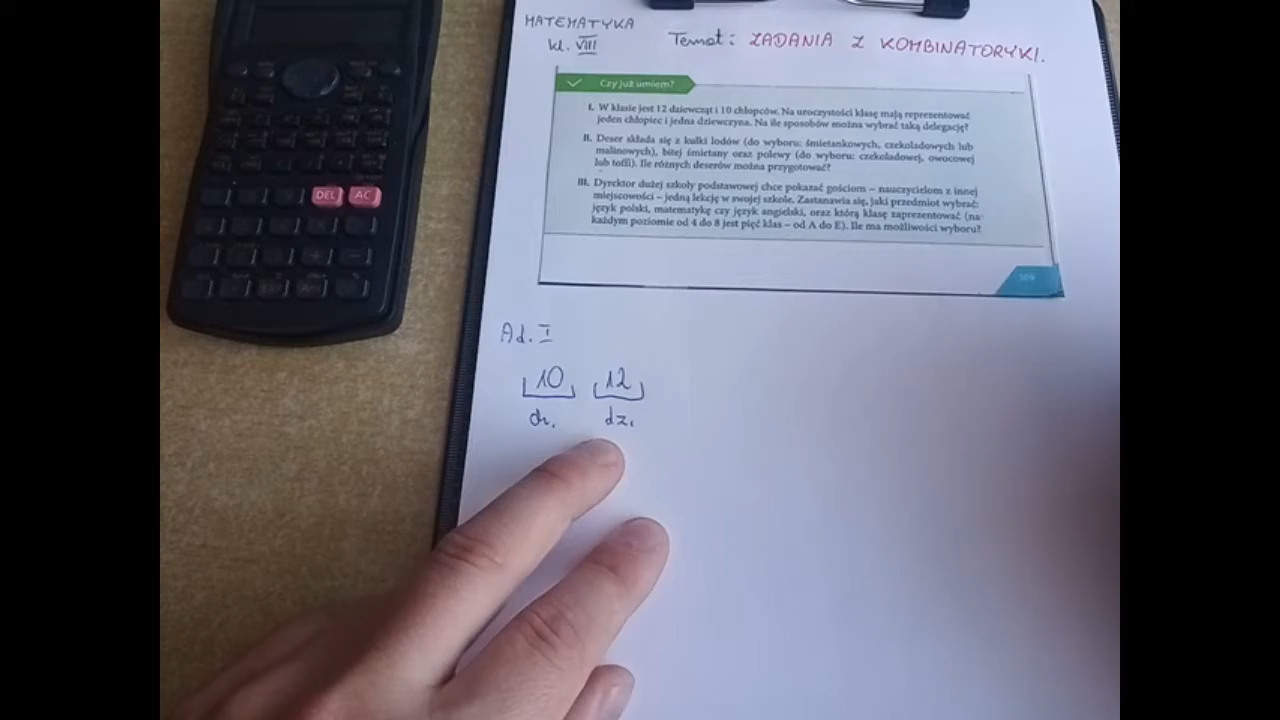 MATEMATYKA
kl. VIII
Temat: ZADANIA Z KOMBINATORYKI.
Czy już umiem?
I. W klasie jest 12 dziewcząt i 10 chłopców. Na uroczystości klasę mają reprezentować
jeden chłopiec i jedna dziewczyna. Na ile sposobów można wybrać taką delegację?
II. Deser składa się z kulki lodów (do wyboru: śmietankowych, czekoladowych lub
malinowych), bitej śmietany oraz polewy (do wyboru: czekoladowej, owocowej
lub toffi). Ile różnych deserów można przygotować?
III. Dyrektor dużej szkoły podstawowej chce pokazać gościom – nauczycielom z innej
miejscowości – jedną lekcję w swojej szkole. Zastanawia się, jaki przedmiot wybrać:
język polski, matematykę czy język angielski, oraz którą klasę zaprezentować (na
każdym poziomie od 4 do 8 jest pięć klas – od A do E). Ile ma możliwości wyboru?
309
DEL AC
Ad. I
10 12
ch. dz.